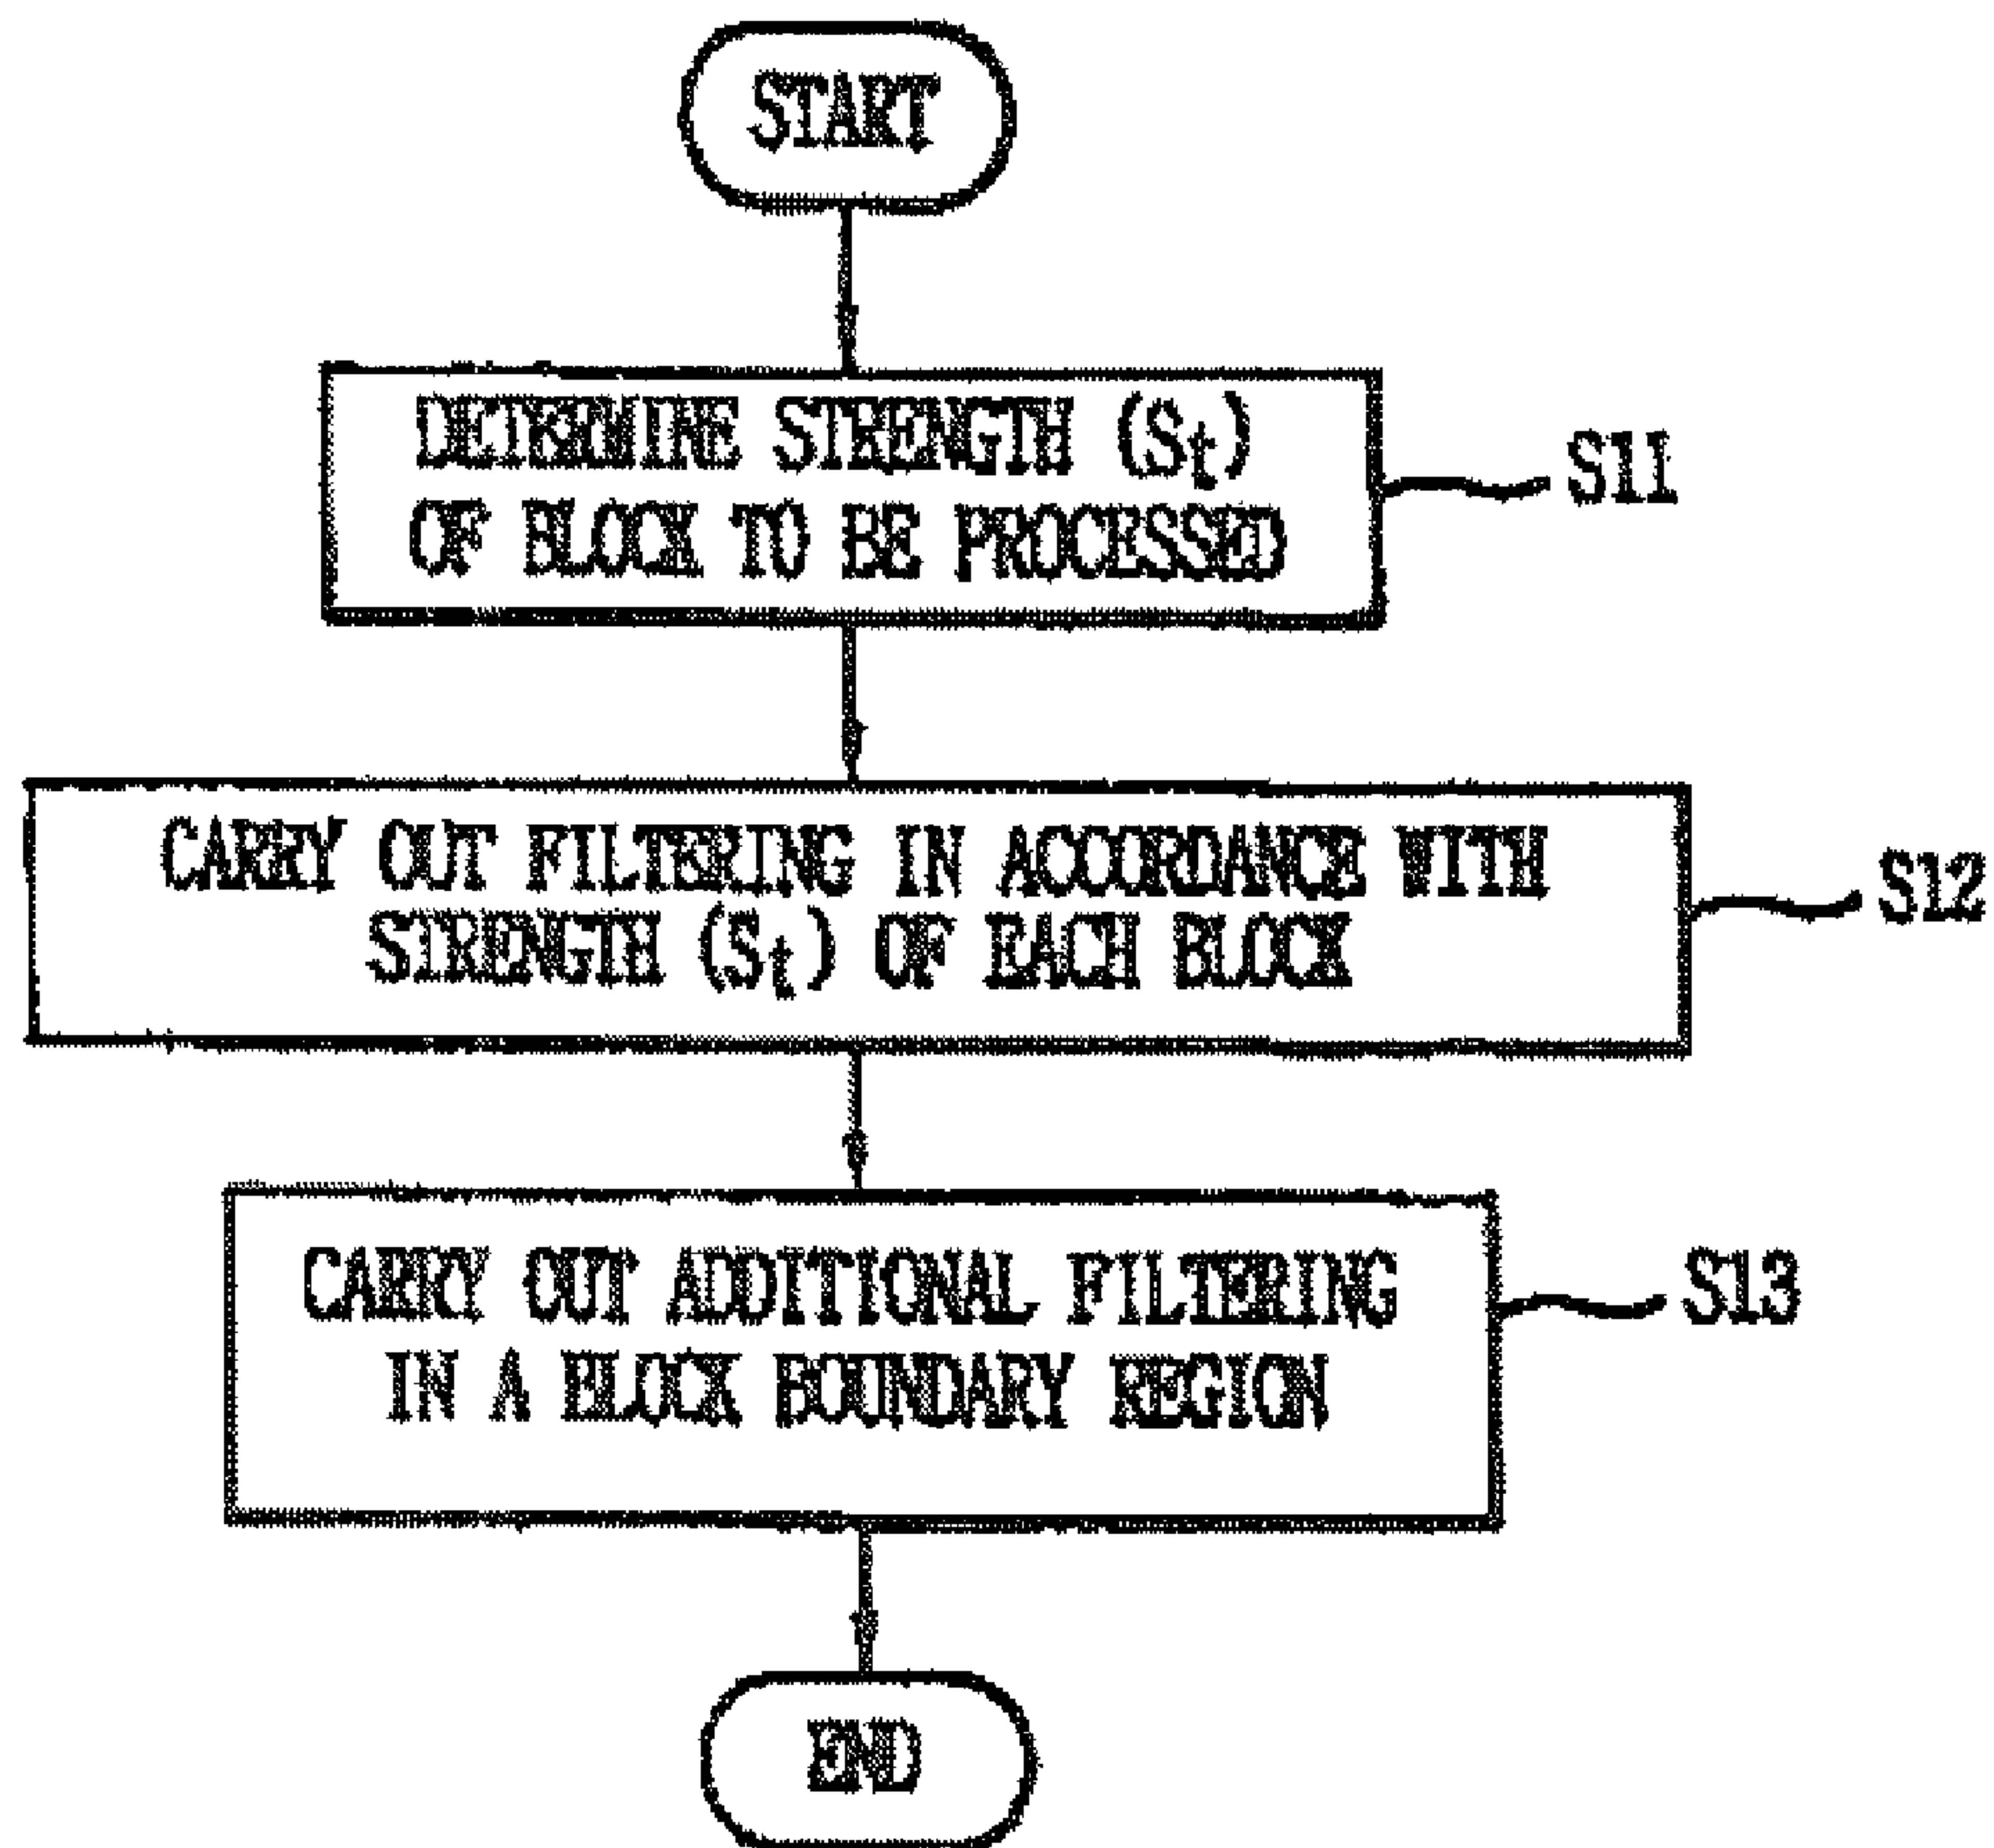 START
DETERMINE STRENGTH (St)
OF BLOCK TO BE PROCESSED
S11
CARRY OUT FILTERING IN ACCORDANCE WITH
STRENGTH (St) OF EACH BLOCK
S12
CARRY OUT ADDITIONAL FILTERING
IN A BLOCK BOUNDARY REGION
S13
END